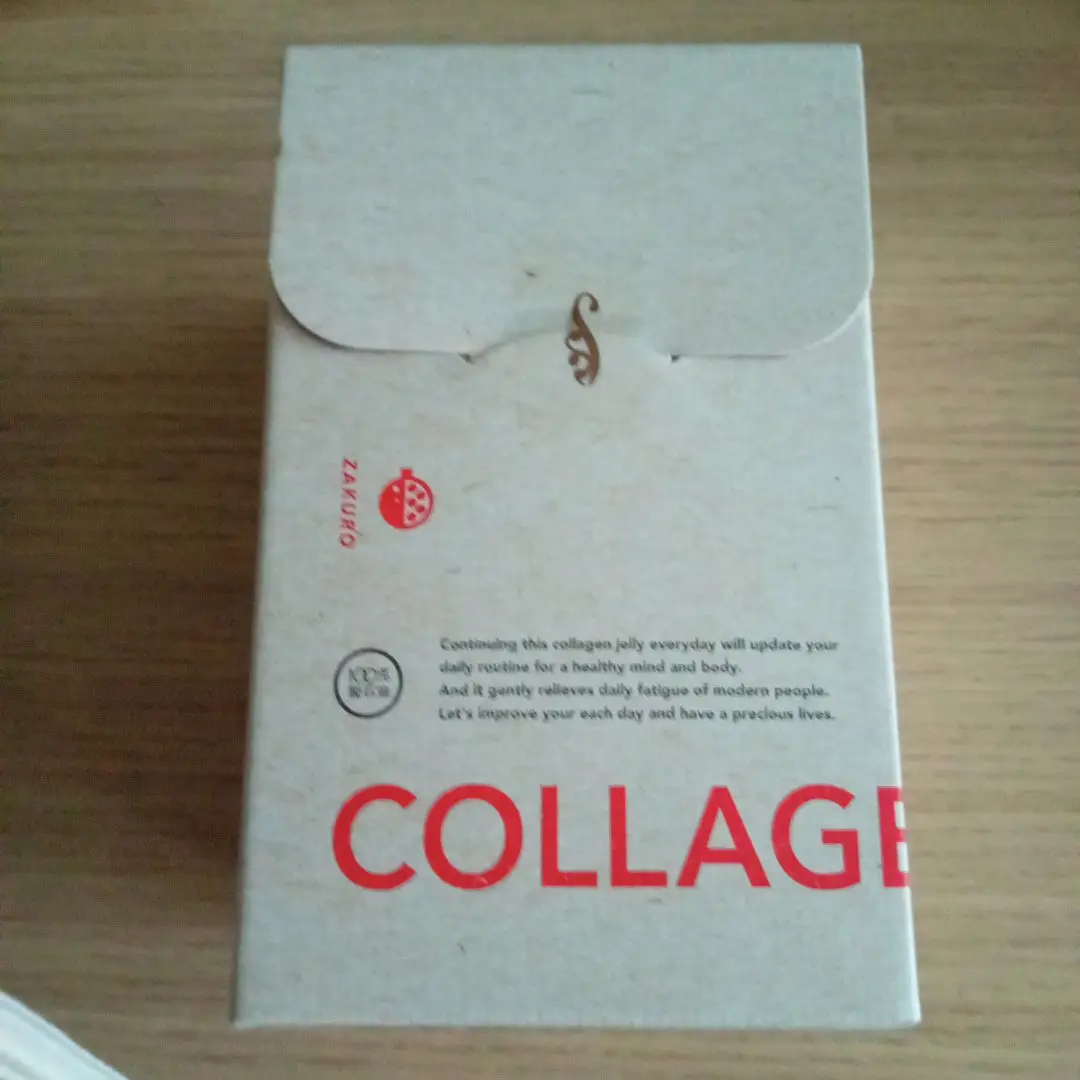 ZAKURO
Continuing this collagen jelly everyday will update your
daily routine for a healthy mind and body.
And it gently relieves daily fatigue of modern people.
Let's improve your each day and have a precious lives.
COLLAGE